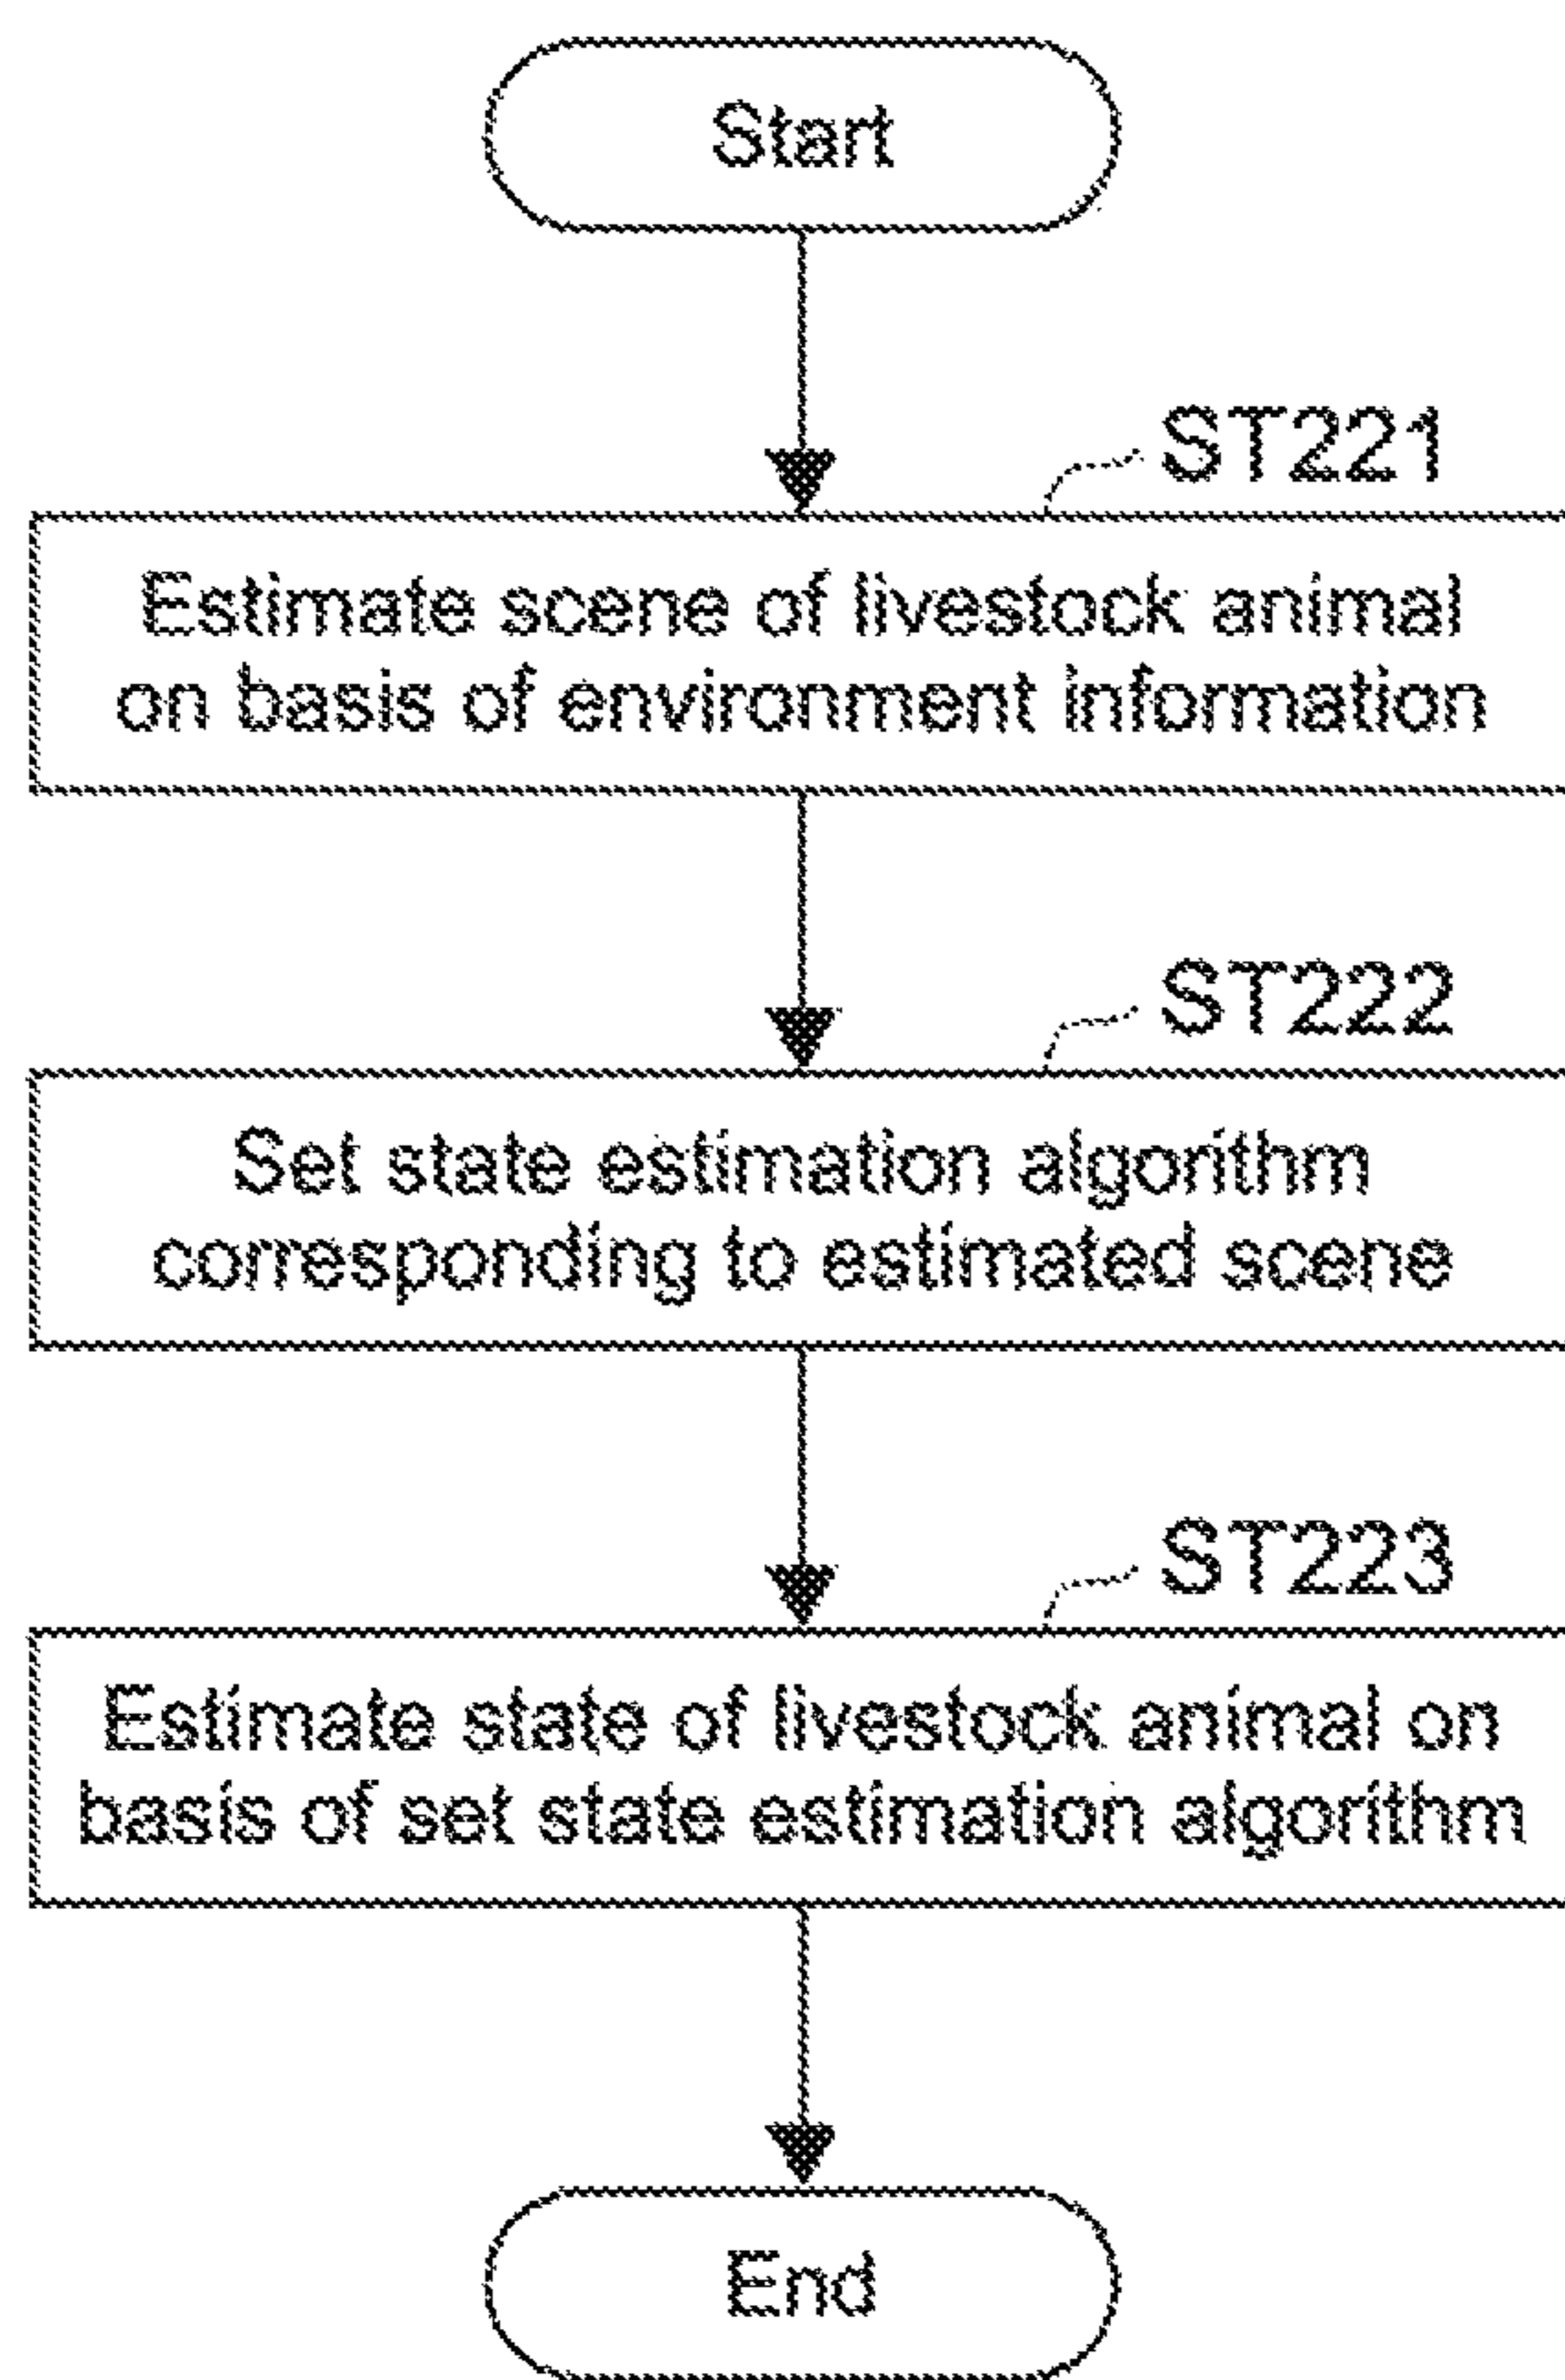 Start
ST221
Estimate scene of livestock animal
on basis of environment information
ST222
Set state estimation algorithm
corresponding to estimated scene
ST223
Estimate state of livestock animal on
basis of set state estimation algorithm
End